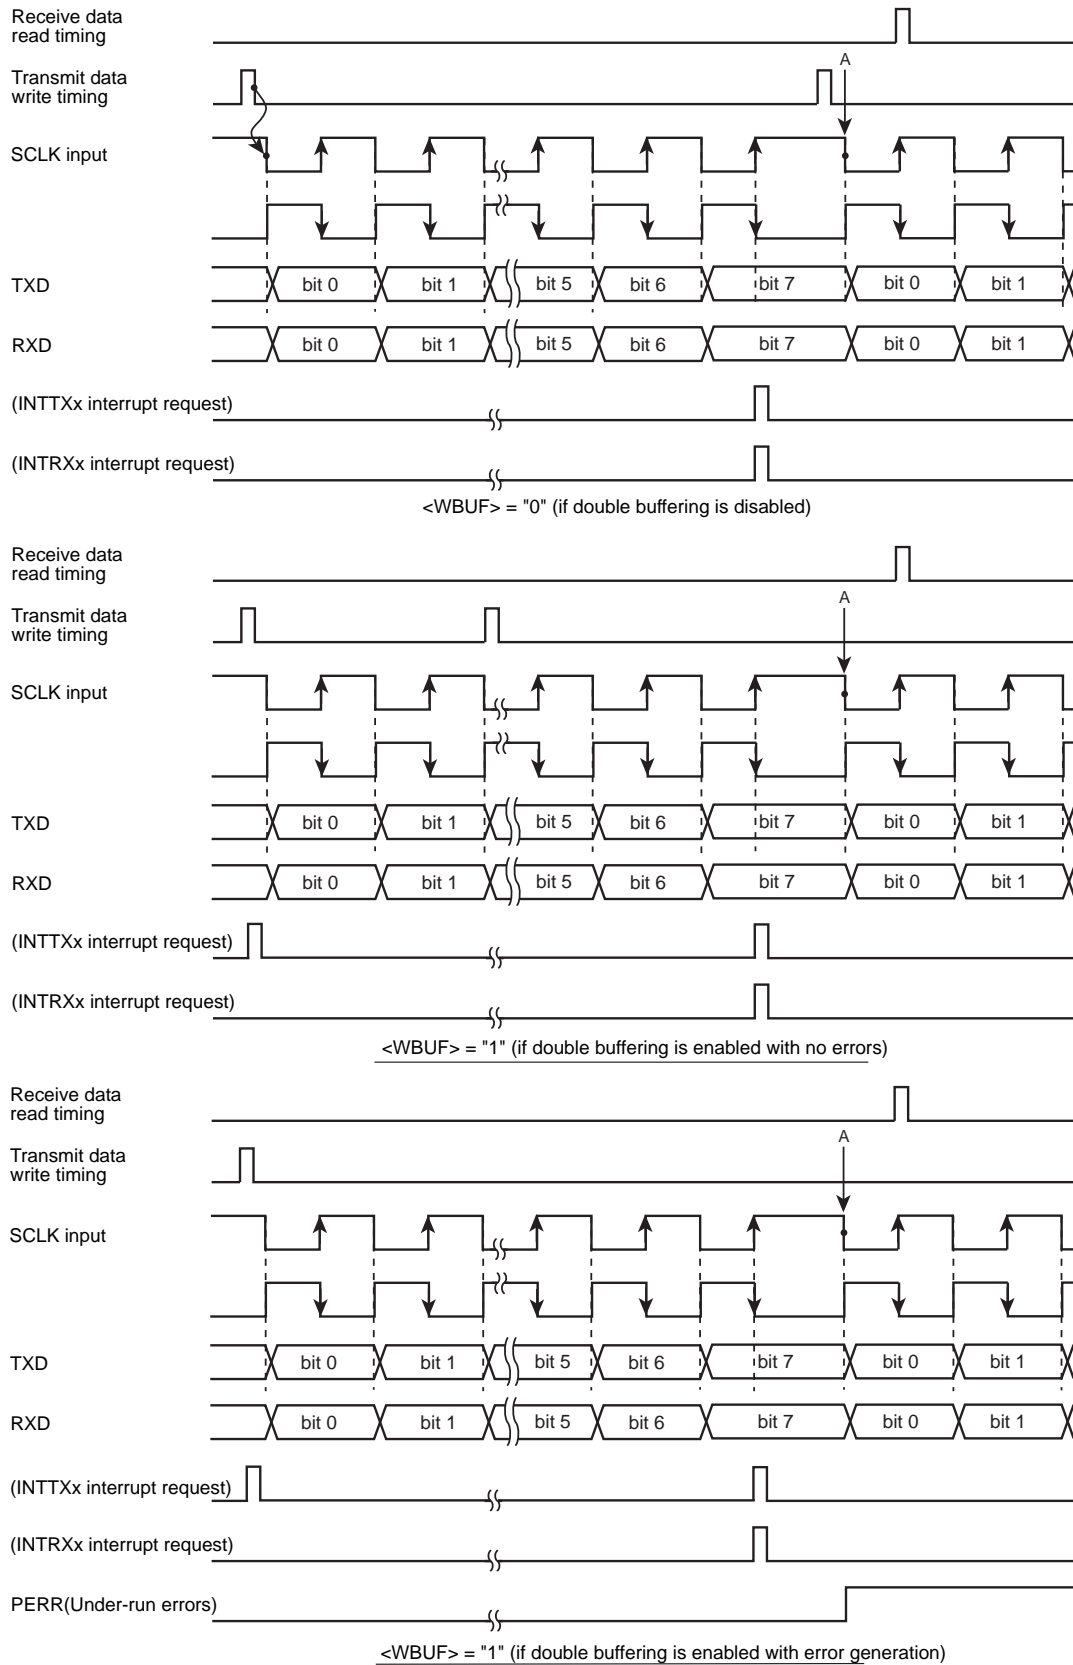 Receive data
read timing
Transmit data
write timing
A
SCLK input
TXD
bit 0 bit 1 bit 5 bit 6 bit 7 bit 0 bit 1
RXD
bit 0 bit 1 bit 5 bit 6 bit 7 bit 0 bit 1
(INTTXx interrupt request)
(INTRXx interrupt request)
<WBUF> = "0" (if double buffering is disabled)
Receive data
read timing
Transmit data
write timing
A
SCLK input
TXD
bit 0 bit 1 bit 5 bit 6 bit 7 bit 0 bit 1
RXD
bit 0 bit 1 bit 5 bit 6 bit 7 bit 0 bit 1
(INTTXx interrupt request)
(INTRXx interrupt request)
<WBUF> = "1" (if double buffering is enabled with no errors)
Receive data
read timing
Transmit data
write timing
A
SCLK input
TXD
bit 0 bit 1 bit 5 bit 6 bit 7 bit 0 bit 1
RXD
bit 0 bit 1 bit 5 bit 6 bit 7 bit 0 bit 1
(INTTXx interrupt request)
(INTRXx interrupt request)
PERR(Under-run errors)
<WBUF> = "1" (if double buffering is enabled with error generation)